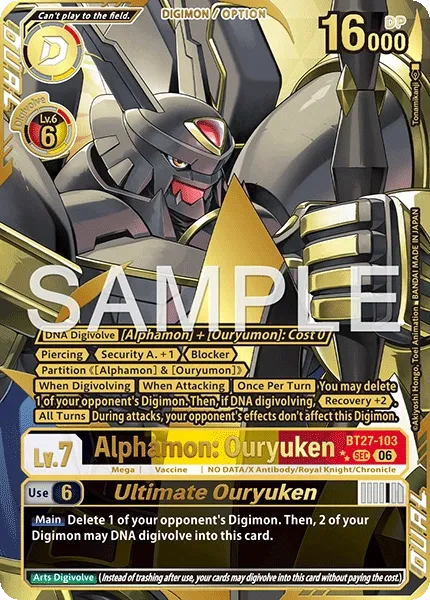 Can't play to the field.
DIGIMON / OPTION
DUAL
D
DP
16000
Digivolve
Lv.6
6
Tonamikanji
©Akiyoshi Hongo, Toei Animation • BANDAI MADE IN JAPAN
SAMPLE
DNA Digivolve [Alphamon] + [Ouryumon]: Cost 0
Piercing Security A. +1 Blocker
Partition《[Alphamon] & [Ouryumon]》
When Digivolving When Attacking Once Per Turn You may delete
1 of your opponent's Digimon. Then, if DNA digivolving, Recovery +2.
All Turns During attacks, your opponent's effects don't affect this Digimon.
Lv.7
Alphamon: Ouryuken
BT27-103
SEC 06
Mega | Vaccine | NO DATA/X Antibody/Royal Knight/Chronicle
Use 6
Ultimate Ouryuken
Main Delete 1 of your opponent's Digimon. Then, 2 of your
Digimon may DNA digivolve into this card.
Arts Digivolve (Instead of trashing after use, your cards may digivolve into this card without paying the cost.)
DUAL